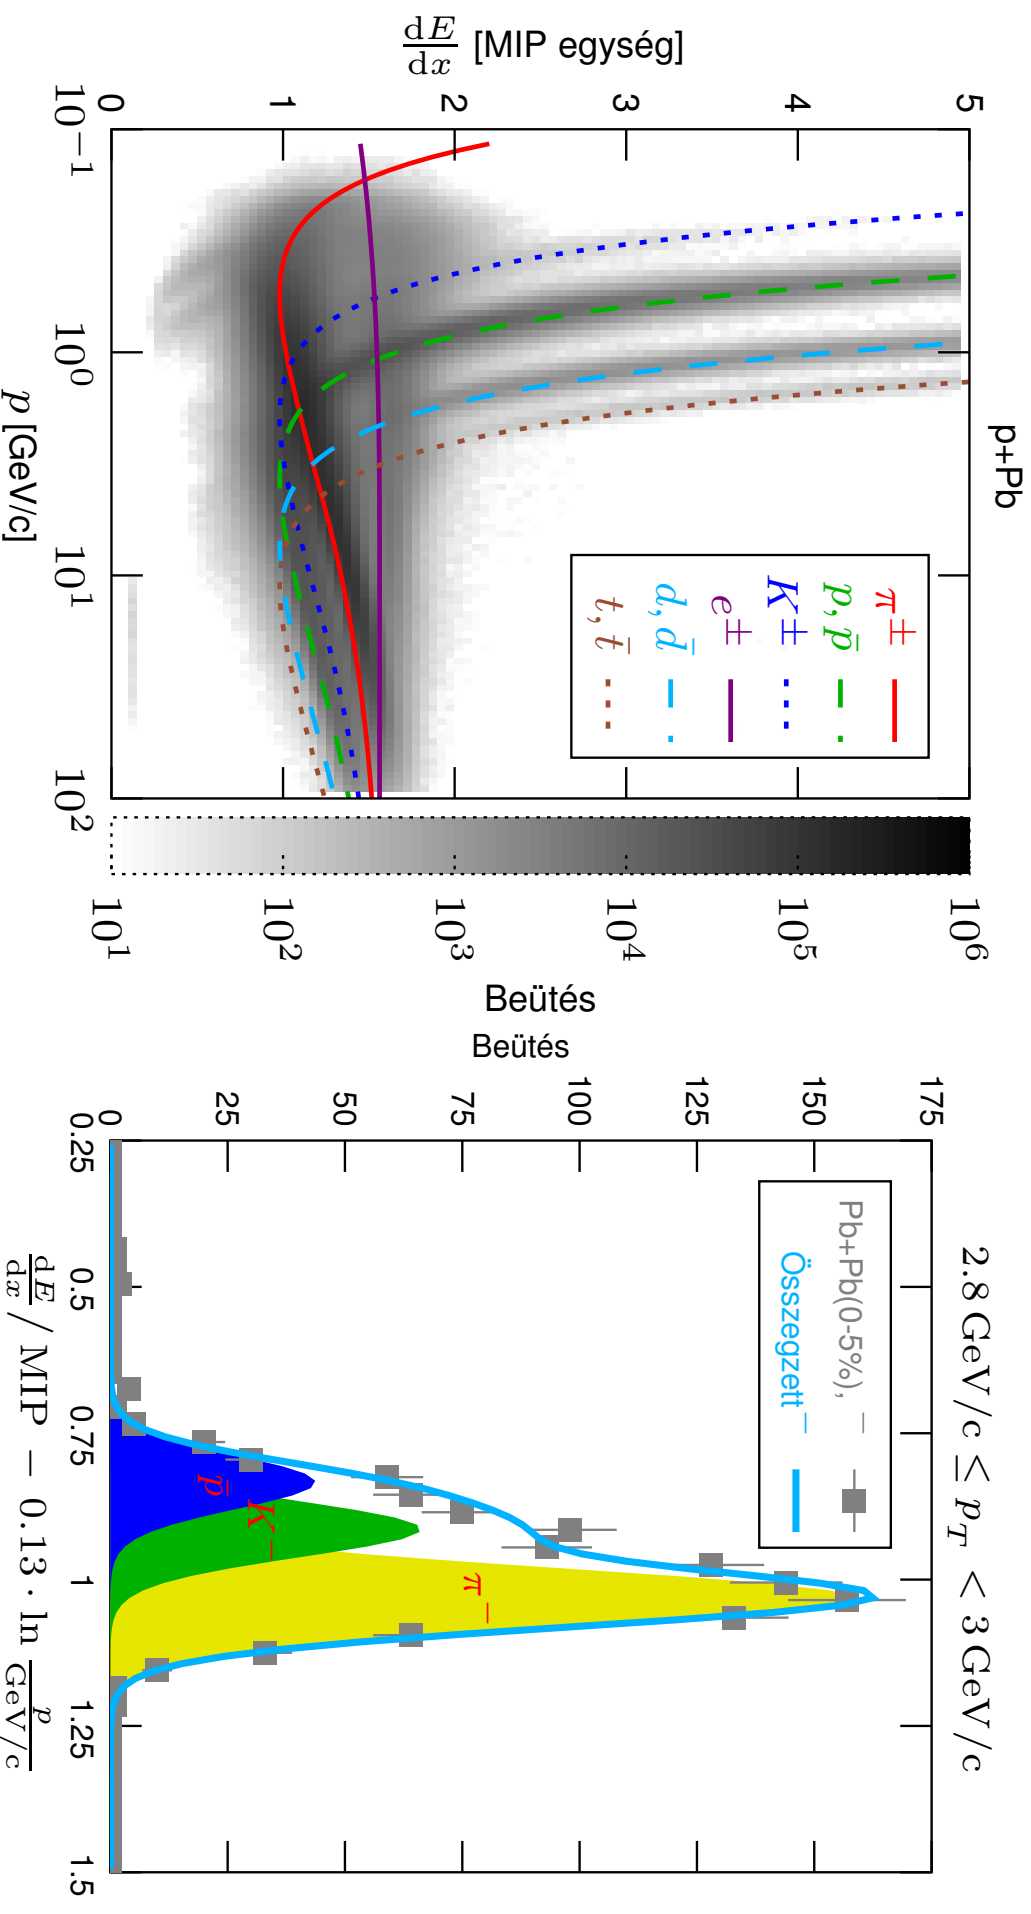 p+Pb
dE/dx [MIP egység]
5
4
3
2
1
0
10⁻¹
10⁰
10¹
10²
p [GeV/c]
π±
p, p̄
K±
e±
d, d̄
t, t̄
10⁶
10⁵
10⁴
10³
10²
10¹
Beütés
2.8 GeV/c ≤ p_T < 3 GeV/c
Beütés
175
150
125
100
75
50
25
0
0.25
0.5
0.75
1
1.25
1.5
Pb+Pb(0-5%), −
Összegzett −
π−
K−
p̄
dE/dx / MIP − 0.13 · ln p/GeV/c